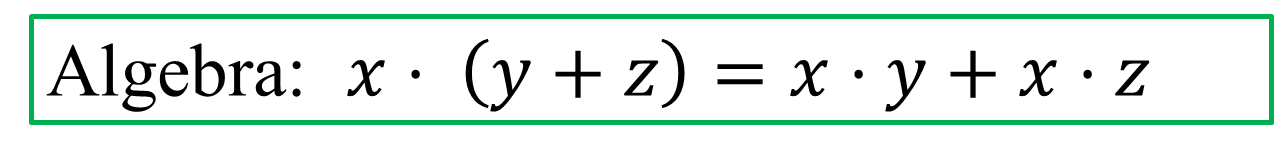 Algebra: x · (y + z) = x · y + x · z